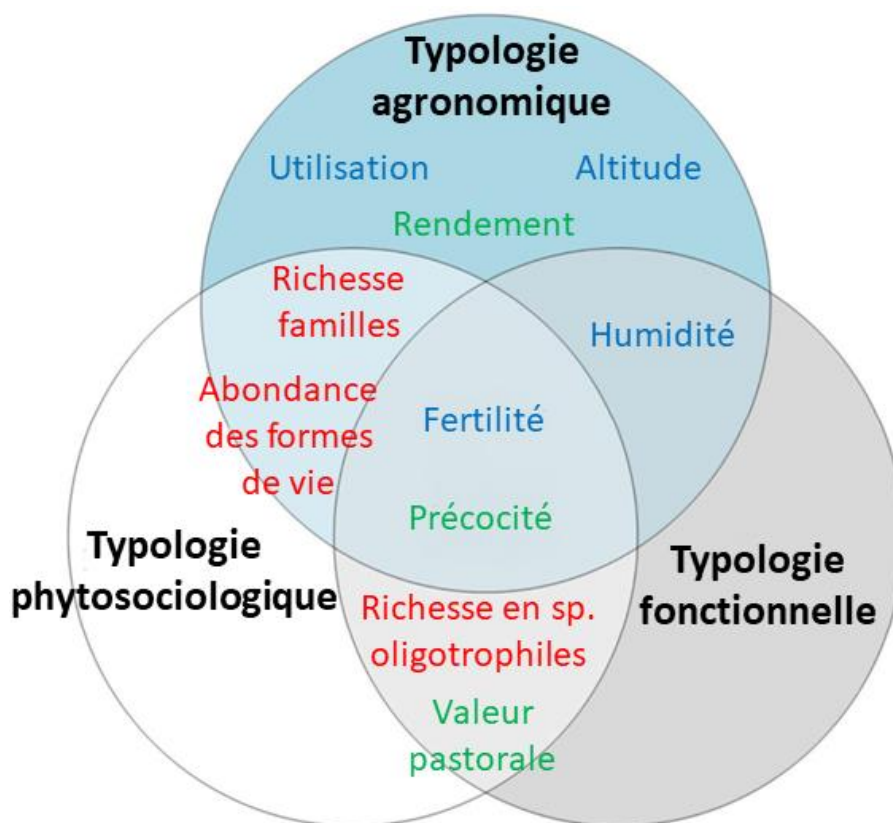 Typologie
agronomique
Utilisation
Altitude
Rendement
Richesse
familles
Humidité
Abondance
des formes
de vie
Fertilité
Précocité
Typologie
phytosociologique
Typologie
fonctionnelle
Richesse en sp.
oligotrophiles
Valeur
pastorale